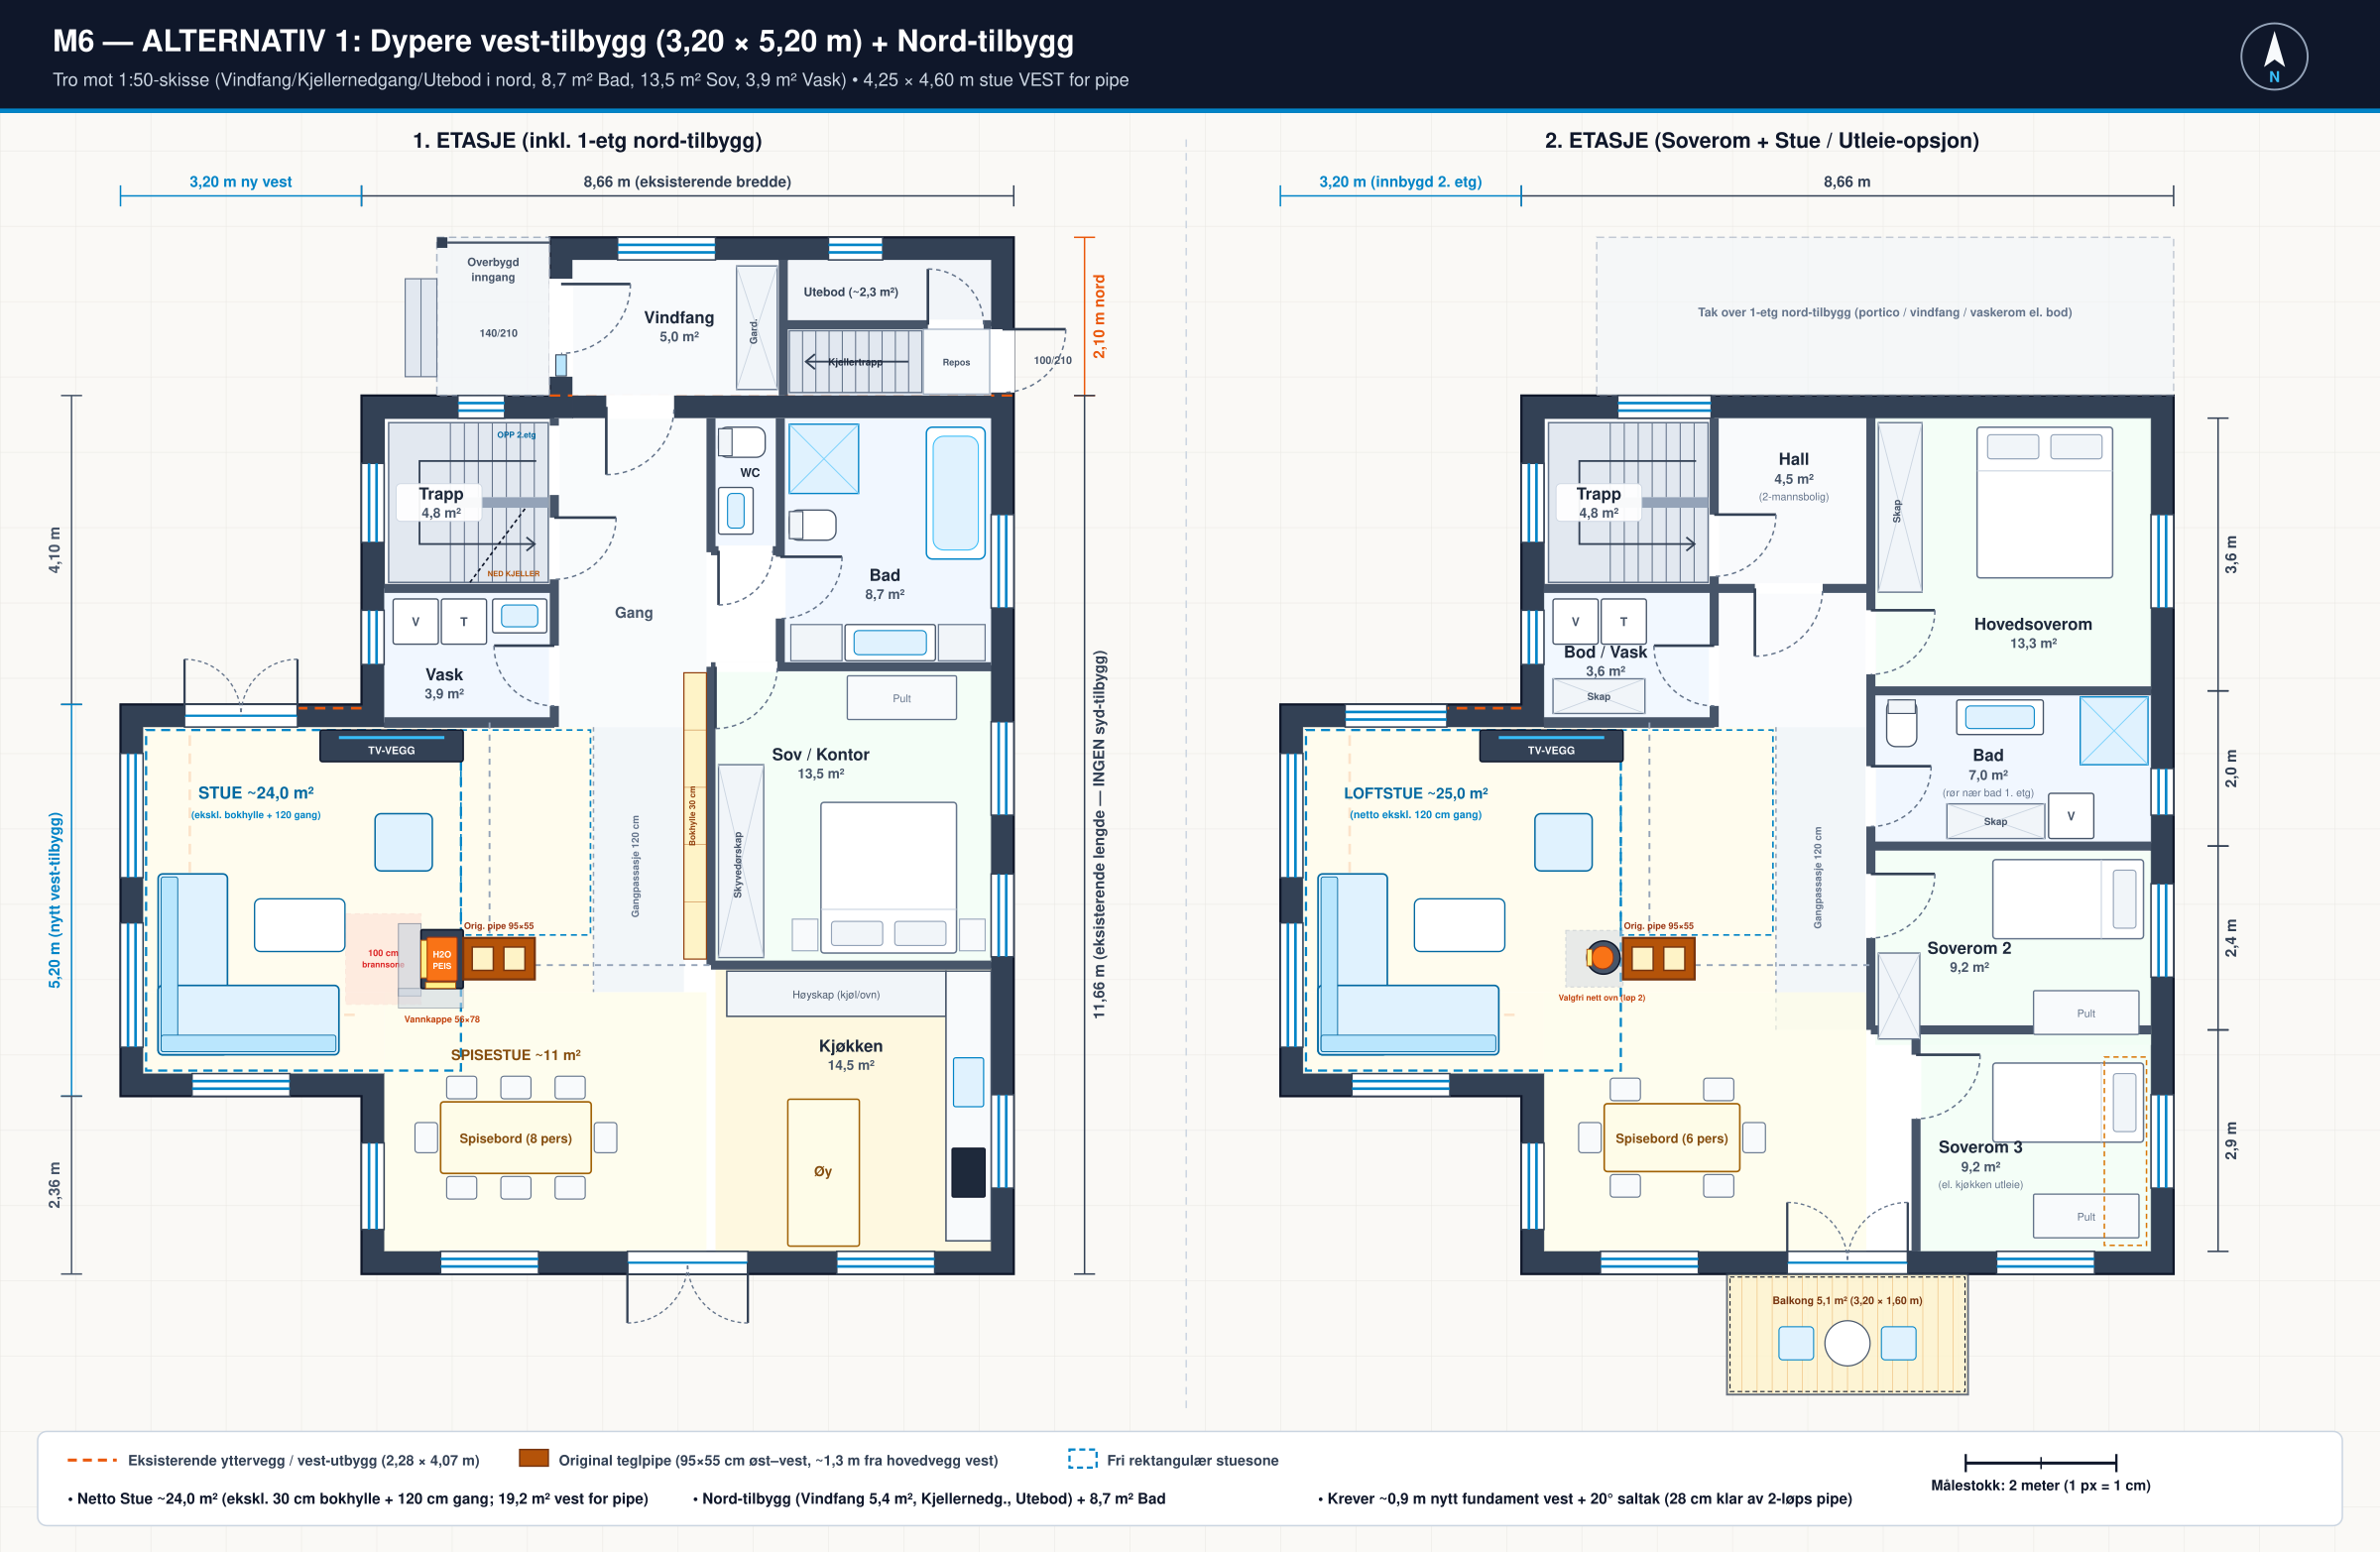 M6 — ALTERNATIV 1: Dypere vest-tilbygg (3,20 × 5,20 m) + Nord-tilbygg
Tro mot 1:50-skisse (Vindfang/Kjellernedgang/Utebod i nord, 8,7 m² Bad, 13,5 m² Sov, 3,9 m² Vask) • 4,25 × 4,60 m stue VEST for pipe
N
1. ETASJE (inkl. 1-etg nord-tilbygg)
3,20 m ny vest
8,66 m (eksisterende bredde)
Overbygd
inngang
140/210
Vindfang
5,0 m²
Gard.
Utebod (~2,3 m²)
Kjellertrapp
Repos
100/210
2,10 m nord
OPP 2.etg
Trapp
4,8 m²
NED KJELLER
WC
Bad
8,7 m²
Gang
V
T
Vask
3,9 m²
4,10 m
5,20 m (nytt vest-tilbygg)
2,36 m
11,66 m (eksisterende lengde — INGEN syd-tilbygg)
TV-VEGG
STUE ~24,0 m²
(ekskl. bokhylle + 120 gang)
Gangpassasje 120 cm
Bokhylle 30 cm
Pult
Sov / Kontor
13,5 m²
Skyvedørskap
Orig. pipe 95×55
100 cm
brannsone
H2O
PEIS
Vannkappe 56×78
SPISESTUE ~11 m²
Spisebord (8 pers)
Høyskap (kjøl/ovn)
Kjøkken
14,5 m²
Øy
2. ETASJE (Soverom + Stue / Utleie-opsjon)
3,20 m (innbygd 2. etg)
8,66 m
Tak over 1-etg nord-tilbygg (portico / vindfang / vaskerom el. bod)
Trapp
4,8 m²
Hall
4,5 m²
(2-mannsbolig)
Skap
Hovedsoverom
13,3 m²
3,6 m
V
T
Bod / Vask
3,6 m²
Skap
TV-VEGG
LOFTSTUE ~25,0 m²
(netto ekskl. 120 cm gang)
Gangpassasje 120 cm
Bad
7,0 m²
(rør nær bad 1. etg)
Skap
V
2,0 m
Orig. pipe 95×55
Valgfri nett ovn (løp 2)
Soverom 2
9,2 m²
Pult
2,4 m
Spisebord (6 pers)
Soverom 3
9,2 m²
(el. kjøkken utleie)
Pult
2,9 m
Balkong 5,1 m² (3,20 × 1,60 m)
Eksisterende yttervegg / vest-utbygg (2,28 × 4,07 m)
Original teglpipe (95×55 cm øst–vest, ~1,3 m fra hovedvegg vest)
Fri rektangulær stuesone
• Netto Stue ~24,0 m² (ekskl. 30 cm bokhylle + 120 cm gang; 19,2 m² vest for pipe)
• Nord-tilbygg (Vindfang 5,4 m², Kjellernedg., Utebod) + 8,7 m² Bad
• Krever ~0,9 m nytt fundament vest + 20° saltak (28 cm klar av 2-løps pipe)
Målestokk: 2 meter (1 px = 1 cm)